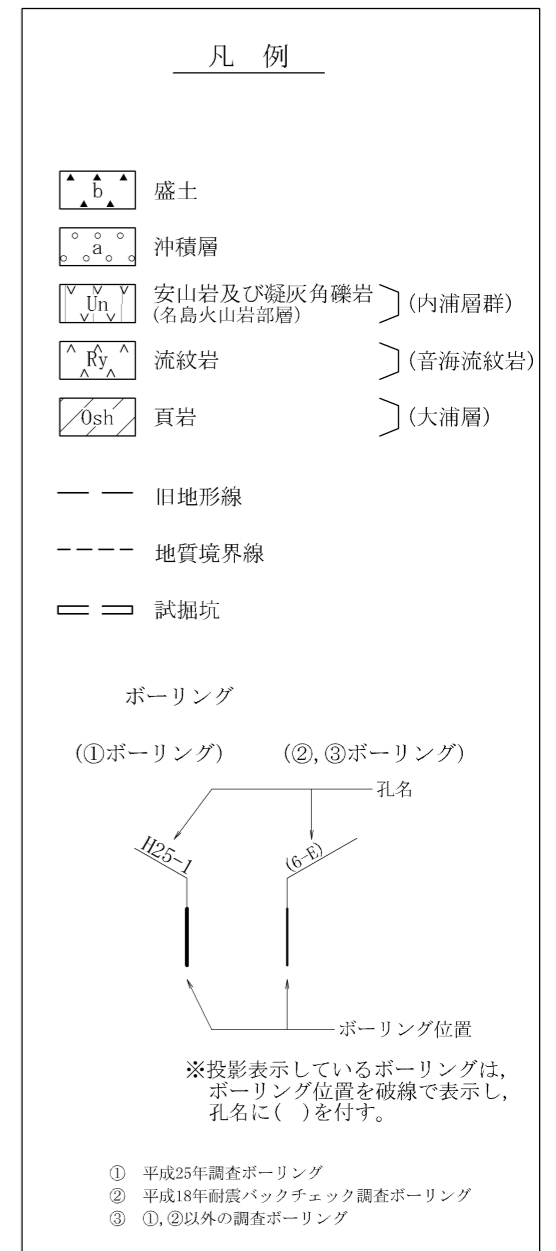 凡 例
b 盛土
a 沖積層
Un 安山岩及び凝灰角礫岩 (内浦層群)
(名島火山岩部層)
Ry 流紋岩 (音海流紋岩)
Osh 頁岩 (大浦層)
旧地形線
地質境界線
試掘坑
ボーリング
(①ボーリング) (②,③ボーリング)
孔名
H25-1 (6-E)
ボーリング位置
※投影表示しているボーリングは,
ボーリング位置を破線で表示し,
孔名に( )を付す。
① 平成25年調査ボーリング
② 平成18年耐震バックチェック調査ボーリング
③ ①,②以外の調査ボーリング